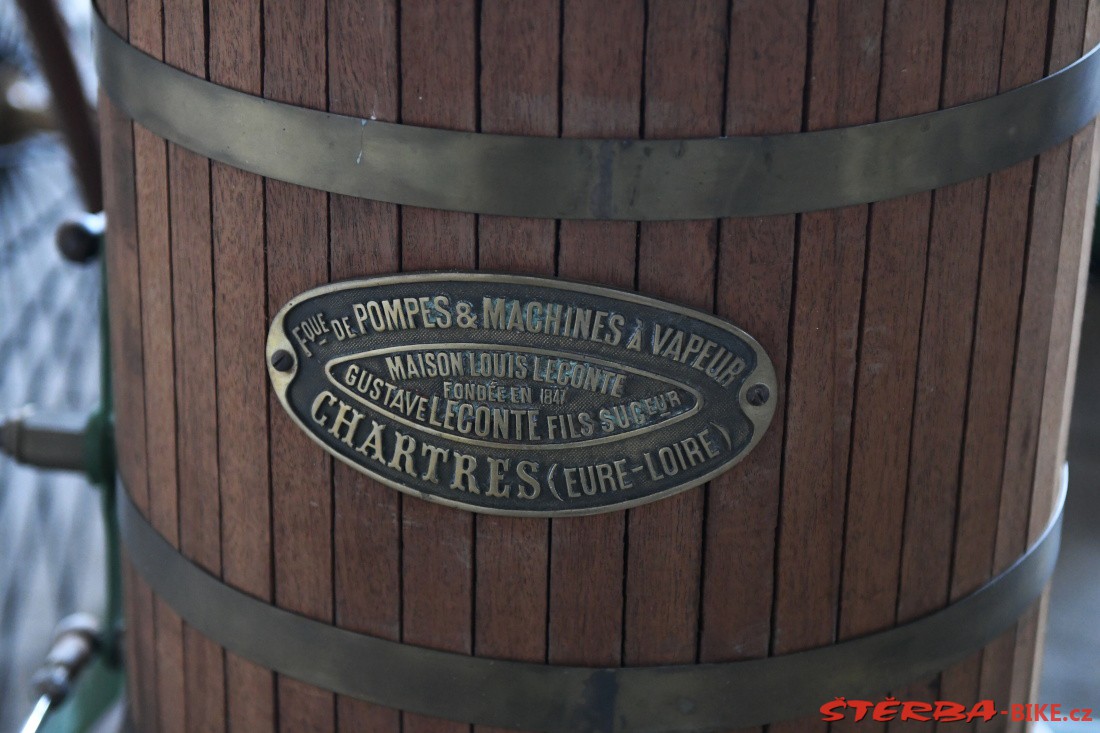 FQUE DE POMPES & MACHINES À VAPEUR
MAISON LOUIS LECONTE
FONDÉE EN 1847
GUSTAVE LECONTE FILS SUCEUR
CHARTRES (EURE-LOIRE)
ŠTĚRBA-BIKE.cz